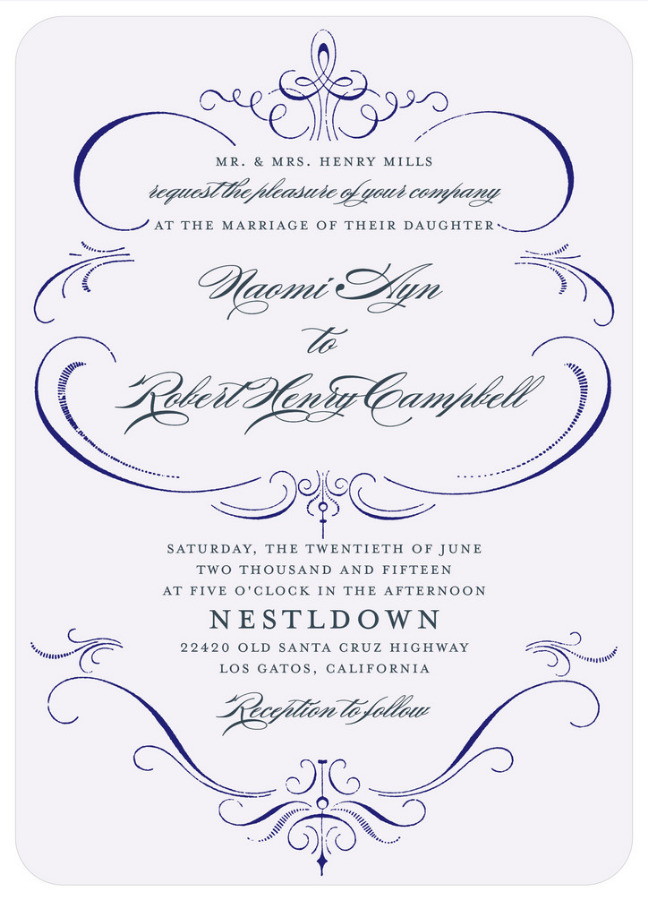 MR. & MRS. HENRY MILLS
request the pleasure of your company
AT THE MARRIAGE OF THEIR DAUGHTER
Naomi Ayn
to
Robert Henry Campbell
SATURDAY, THE TWENTIETH OF JUNE
TWO THOUSAND AND FIFTEEN
AT FIVE O'CLOCK IN THE AFTERNOON
NESTLDOWN
22420 OLD SANTA CRUZ HIGHWAY
LOS GATOS, CALIFORNIA
Reception to follow